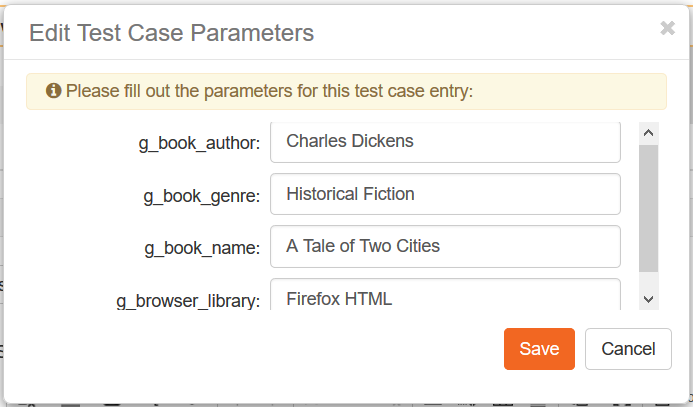 Edit Test Case Parameters
Please fill out the parameters for this test case entry:
g_book_author: Charles Dickens
g_book_genre: Historical Fiction
g_book_name: A Tale of Two Cities
g_browser_library: Firefox HTML
Save Cancel